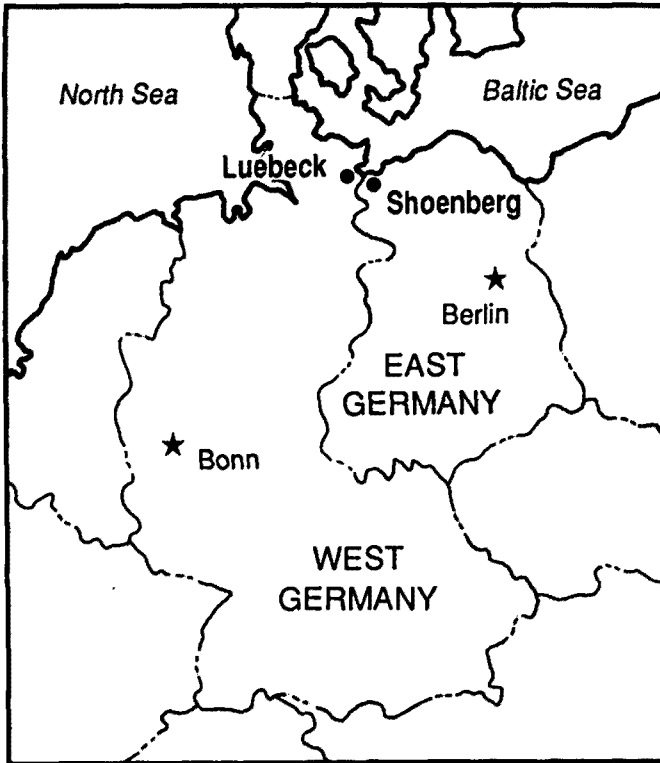 North Sea
Baltic Sea
Luebeck
Shoenberg
Berlin
EAST
GERMANY
Bonn
WEST
GERMANY